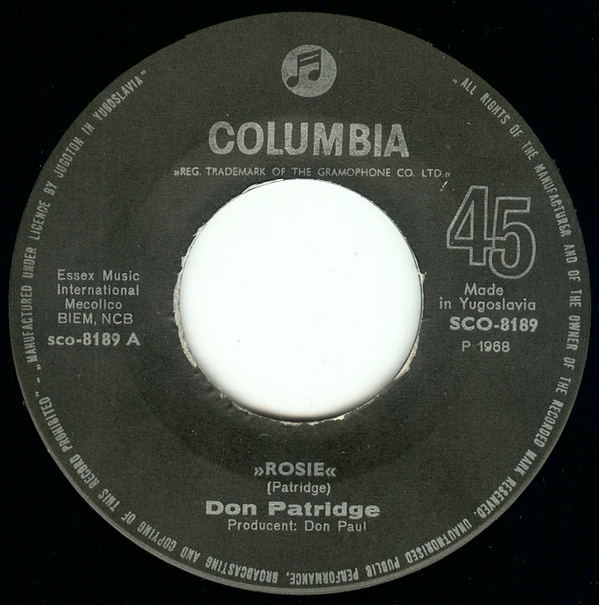 COLUMBIA
»REG. TRADEMARK OF THE GRAMOPHONE CO. LTD.«
45
Made
in Yugoslavia
SCO-8189
P 1968
Essex Music
International
Mecolico
BIEM, NCB
sco-8189 A
»ROSIE«
(Patridge)
Don Patridge
Producent: Don Paul
"MANUFACTURED UNDER LICENCE BY JUGOTON IN YUGOSLAVIA"
„ALL RIGHTS OF THE MANUFACTURER AND OF THE OWNER OF THE RECORDED MARK RESERVED. UNAUTHORISED PUBLIC PERFORMANCE, BROADCASTING AND COPYING OF THIS RECORD PROHIBITED"